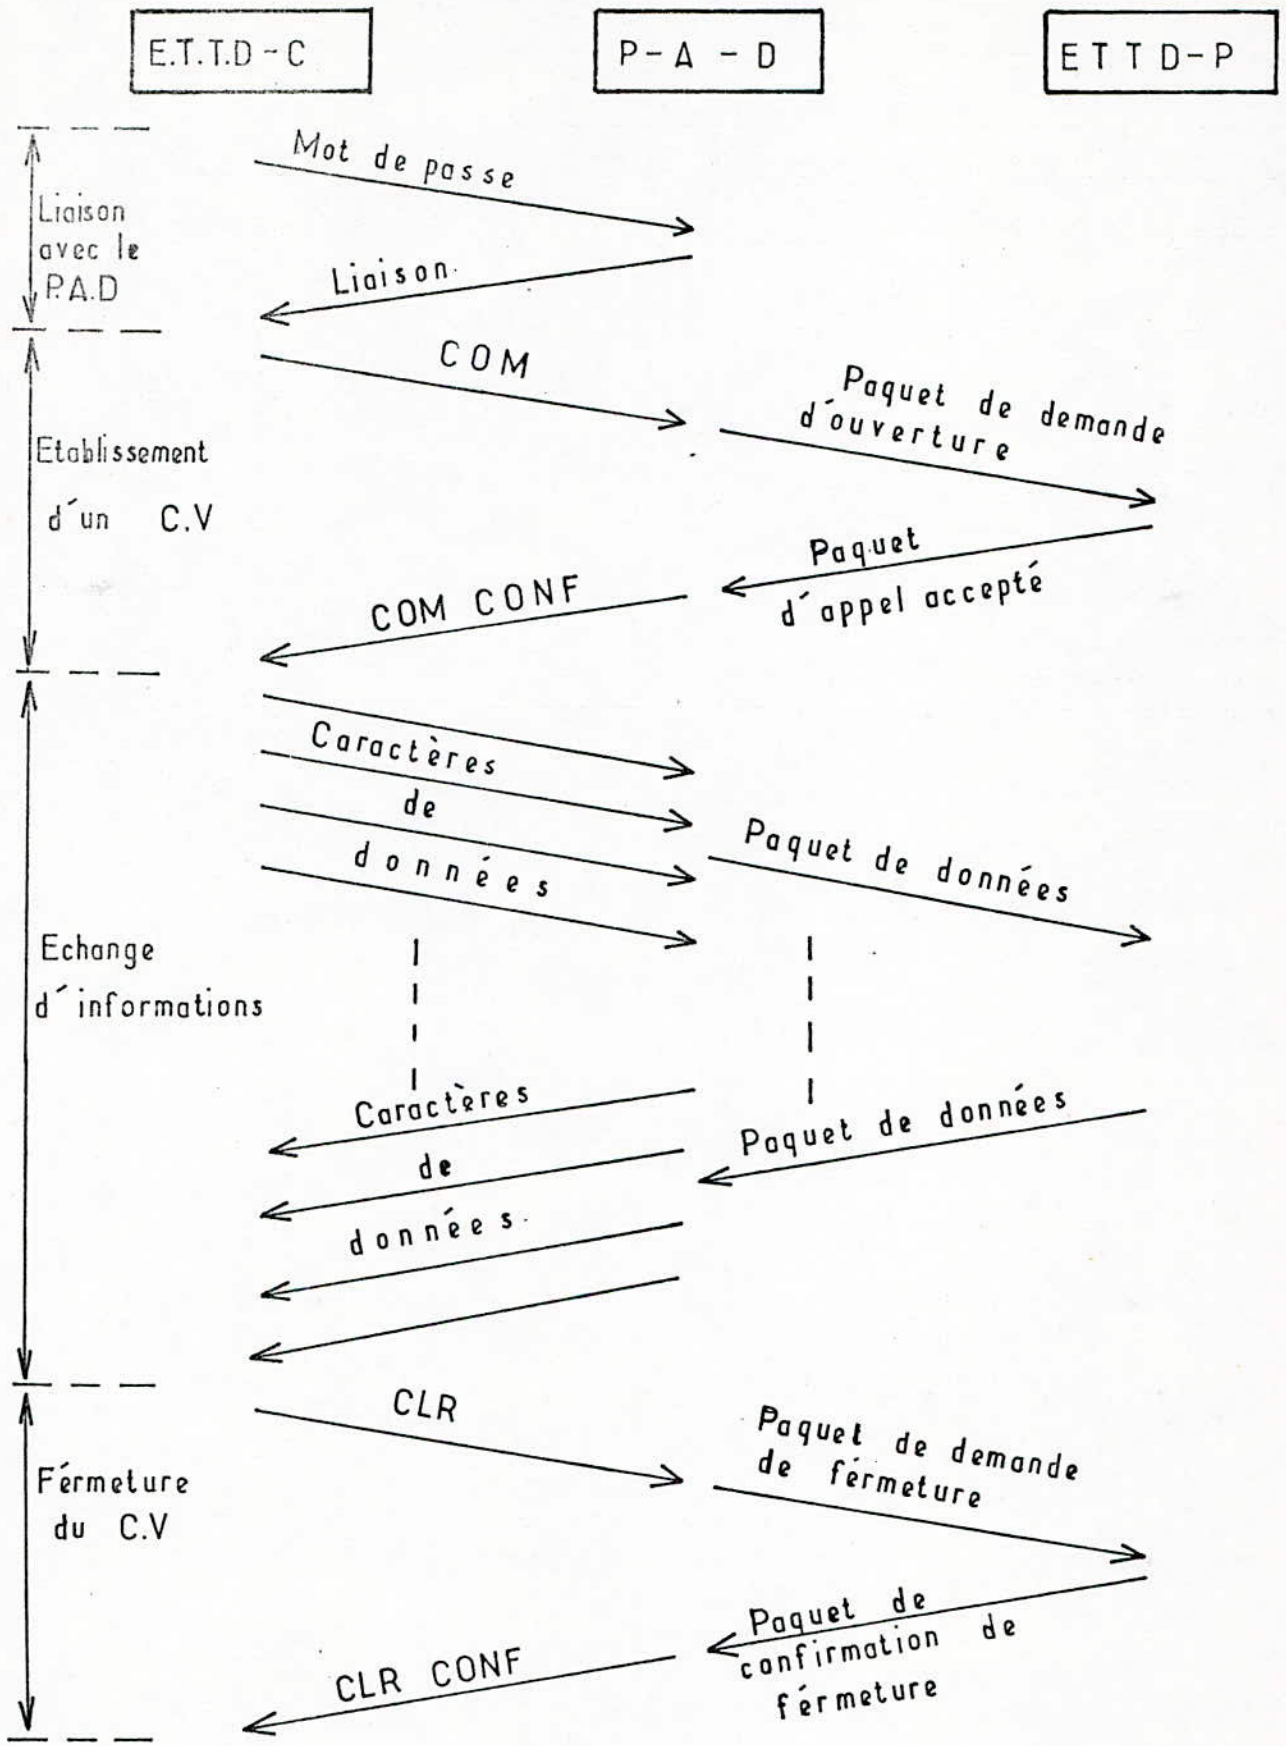 E.T.T.D-C
P-A-D
ETTD-P
Mot de passe
Liaison
avec le
P.A.D
Liaison
COM
Paquet de demande
d'ouverture
Etablissement
d'un C.V
Paquet
d'appel accepté
COM CONF
Caractères
de
données
Paquet de données
Echange
d'informations
Caractères
de
données
Paquet de données
CLR
Paquet de demande
de férmeture
Férmeture
du C.V
Paquet de
confirmation de
férmeture
CLR CONF